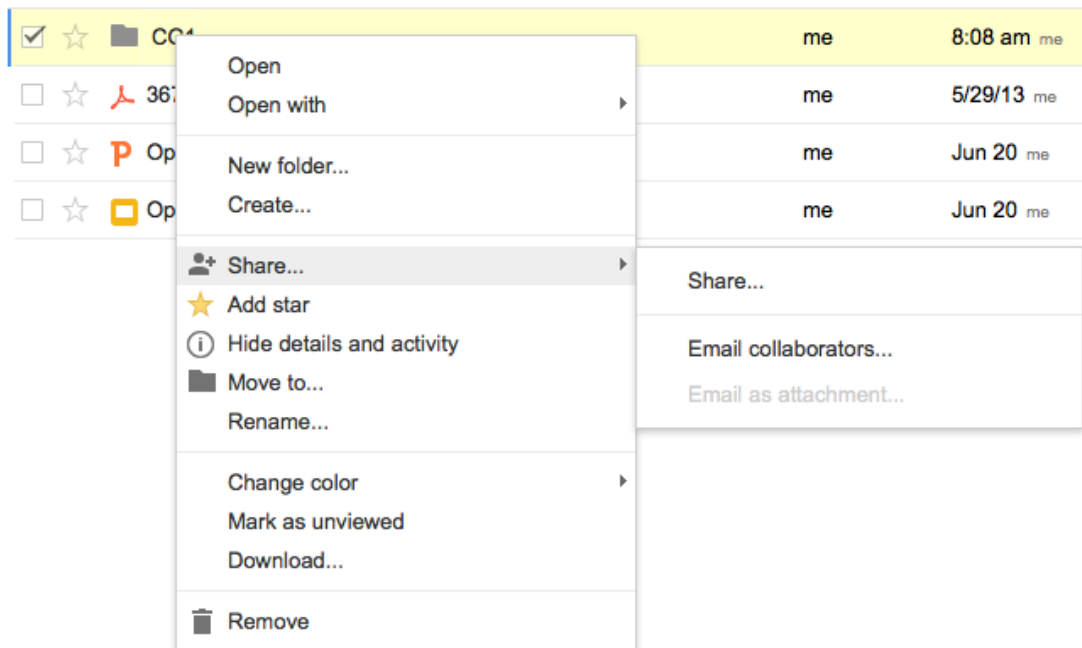 me 8:08 am me
Open
Open with
5/29/13 me
me
New folder...
me Jun 20 me
Create...
me Jun 20 me
Share...
Add star
Hide details and activity
Move to...
Rename...
Change color
Mark as unviewed
Download...
Remove
Share...
Email collaborators...
Email as attachment...